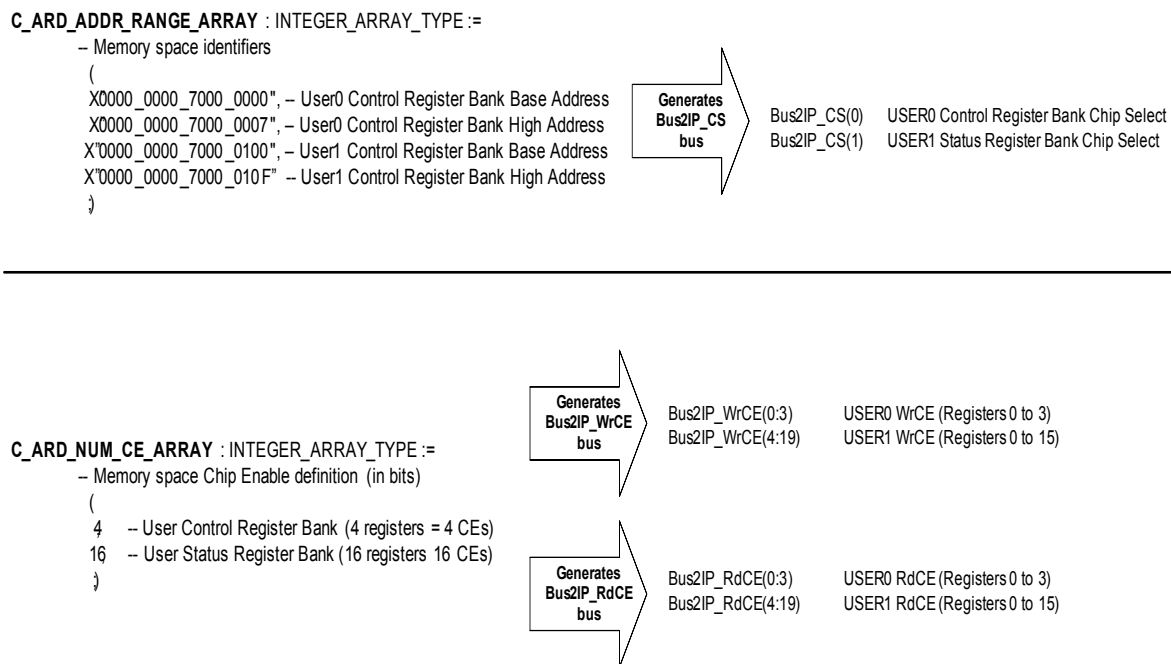 C_ARD_ADDR_RANGE_ARRAY : INTEGER_ARRAY_TYPE :=
– Memory space identifiers
(
X"0000_0000_7000_0000", – User0 Control Register Bank Base Address
X"0000_0000_7000_0007", – User0 Control Register Bank High Address
X"0000_0000_7000_0100", – User1 Control Register Bank Base Address
X"0000_0000_7000_010F" -- User1 Control Register Bank High Address
);
Generates
Bus2IP_CS
bus
Bus2IP_CS(0) USER0 Control Register Bank Chip Select
Bus2IP_CS(1) USER1 Status Register Bank Chip Select
Generates
Bus2IP_WrCE
bus
Bus2IP_WrCE(0:3) USER0 WrCE (Registers 0 to 3)
Bus2IP_WrCE(4:19) USER1 WrCE (Registers 0 to 15)
C_ARD_NUM_CE_ARRAY : INTEGER_ARRAY_TYPE :=
– Memory space Chip Enable definition (in bits)
(
4, -- User Control Register Bank (4 registers = 4 CEs)
16, -- User Status Register Bank (16 registers 16 CEs)
);
Generates
Bus2IP_RdCE
bus
Bus2IP_RdCE(0:3) USER0 RdCE (Registers 0 to 3)
Bus2IP_RdCE(4:19) USER1 RdCE (Registers 0 to 15)